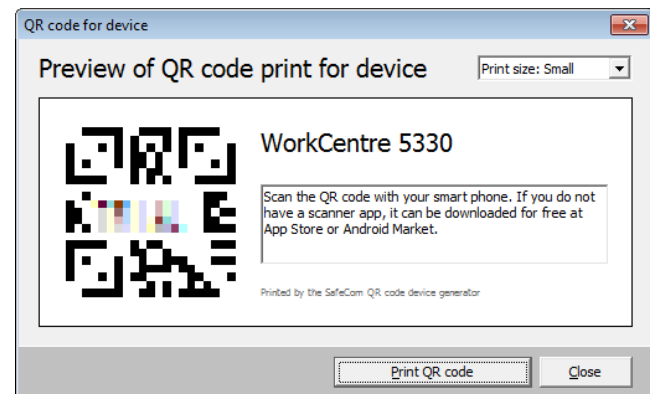 QR code for device
Preview of QR code print for device
Print size: Small
WorkCentre 5330
Scan the QR code with your smart phone. If you do not
have a scanner app, it can be downloaded for free at
App Store or Android Market.
Printed by the SafeCom QR code device generator
Print QR code
Close